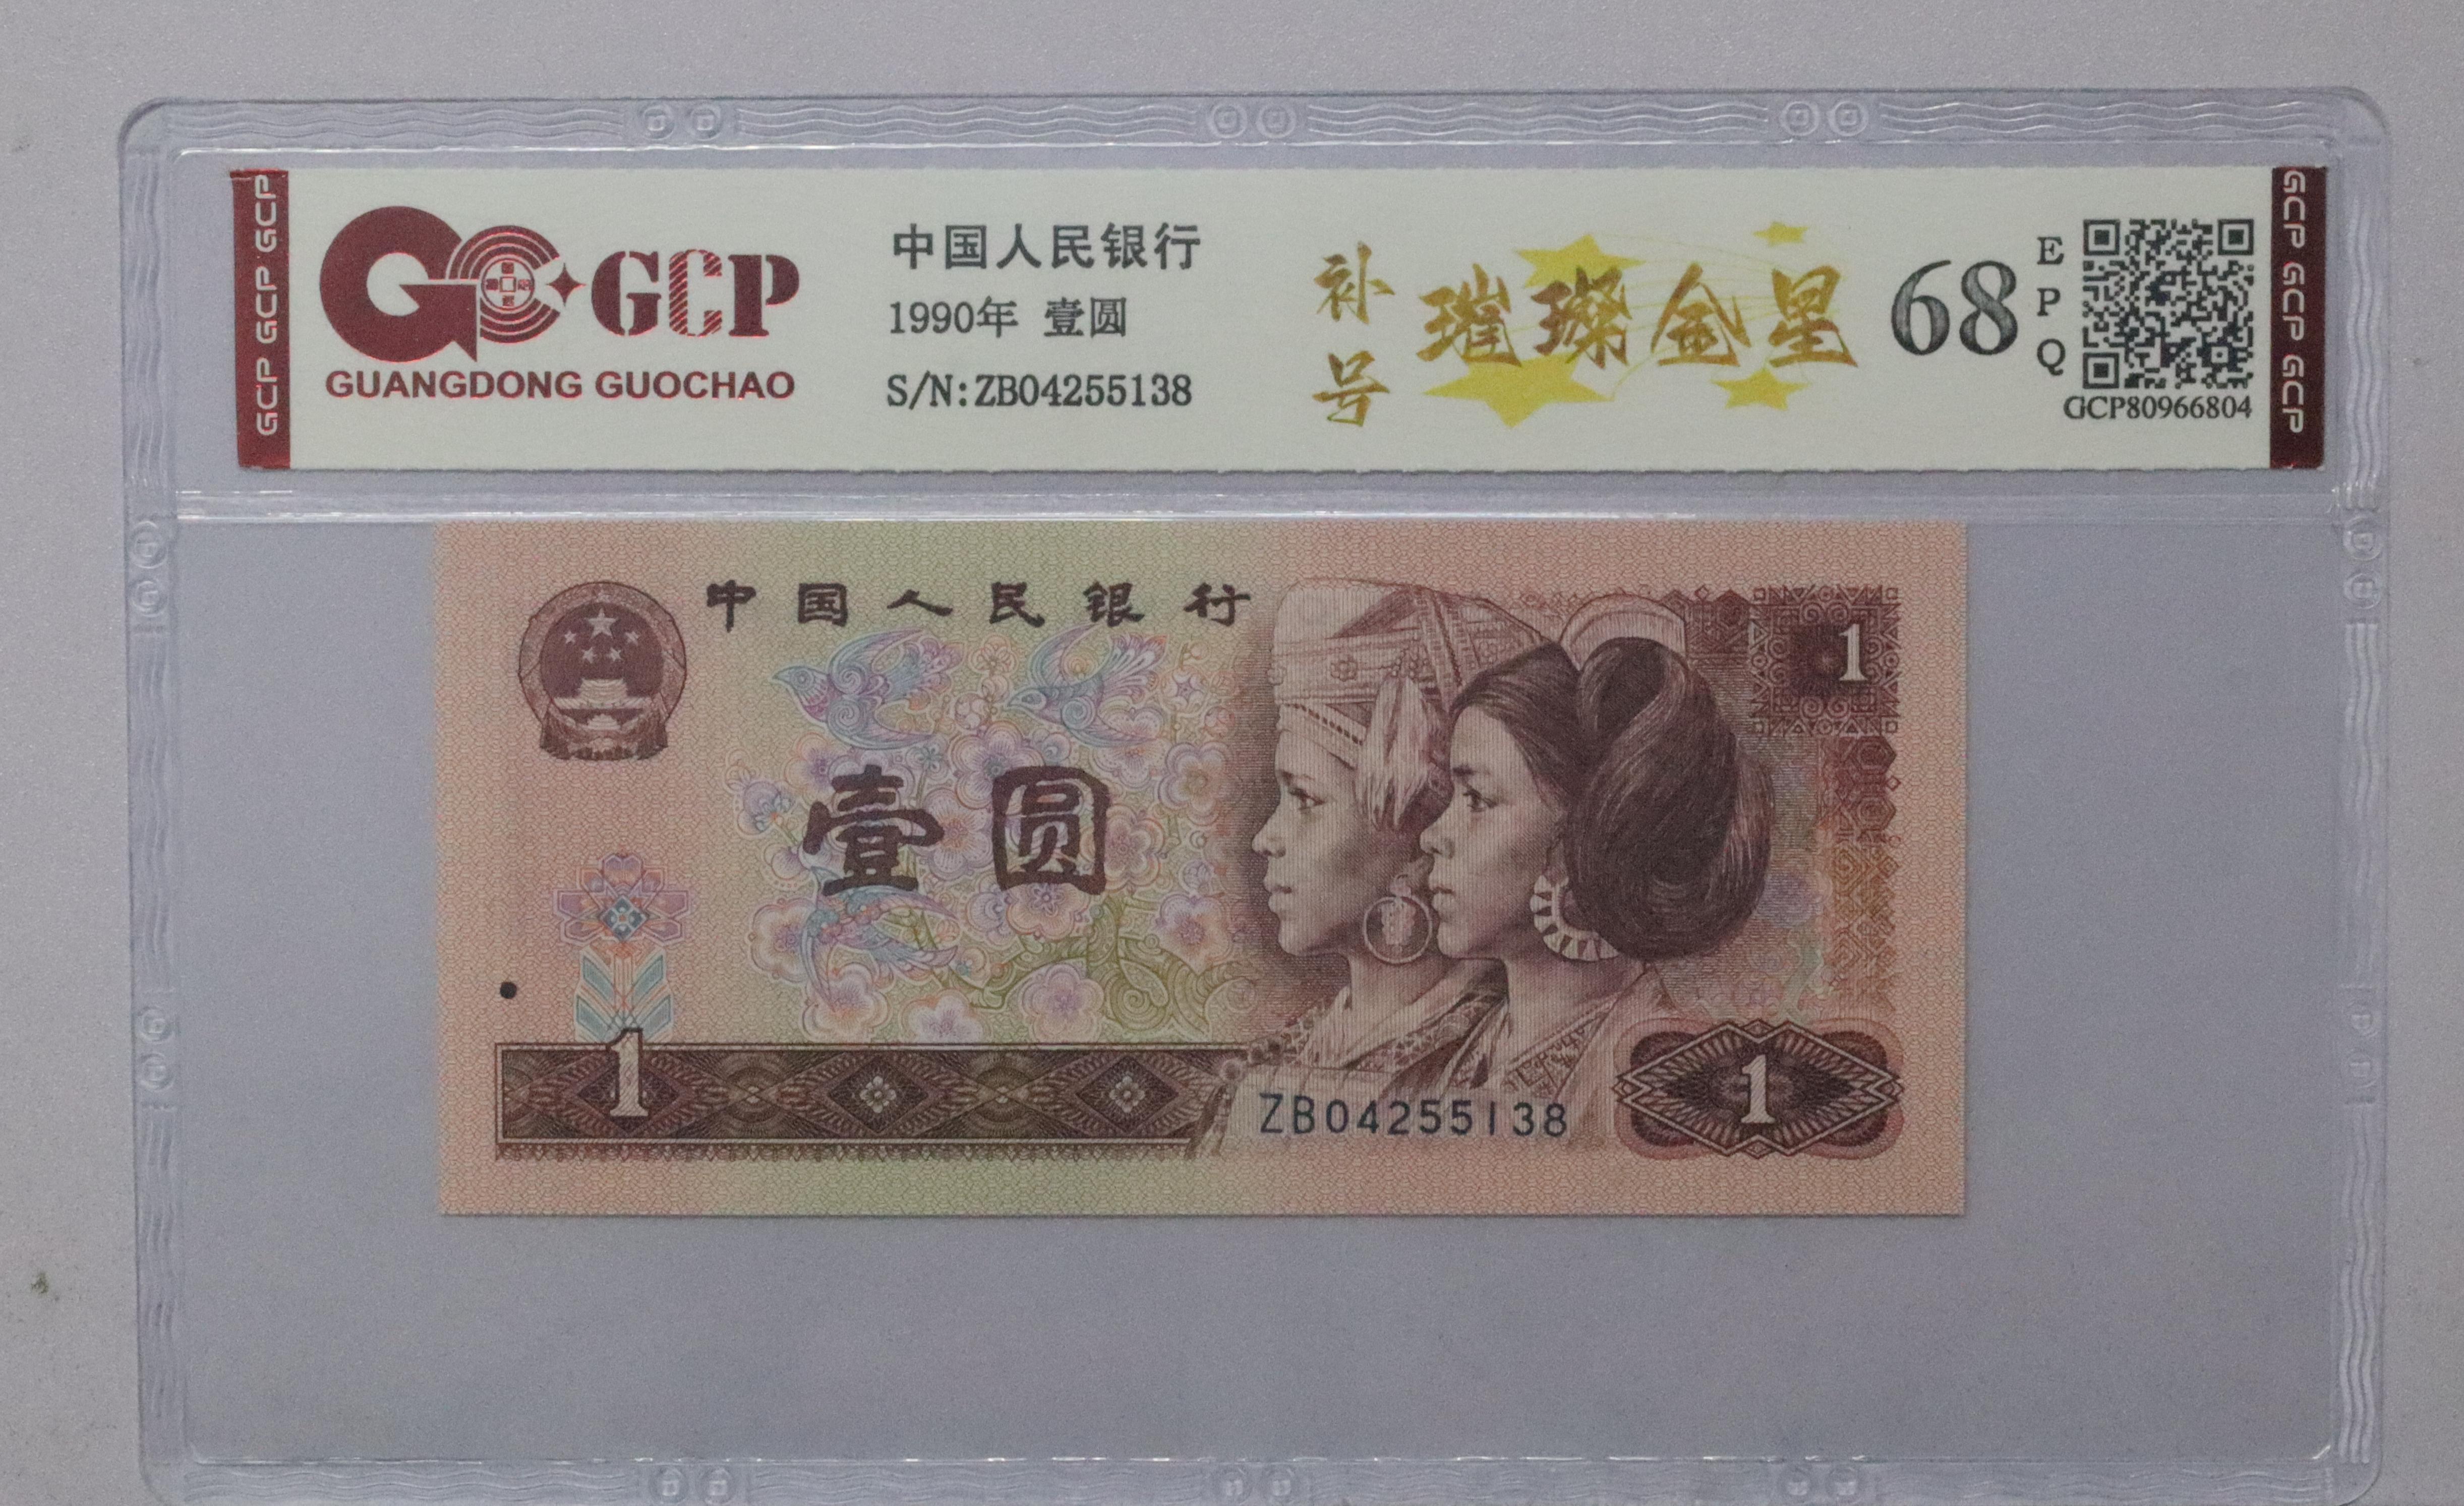 GCP GCP GCP
GCP
GUANGDONG GUOCHAO
中国人民银行
1990年 壹圆
S/N:ZB04255138
补号
璀璨金星
68
EPQ
GCP80966804
GCP GCP GCP
中国人民银行
1
壹圆
1
ZB04255138
1